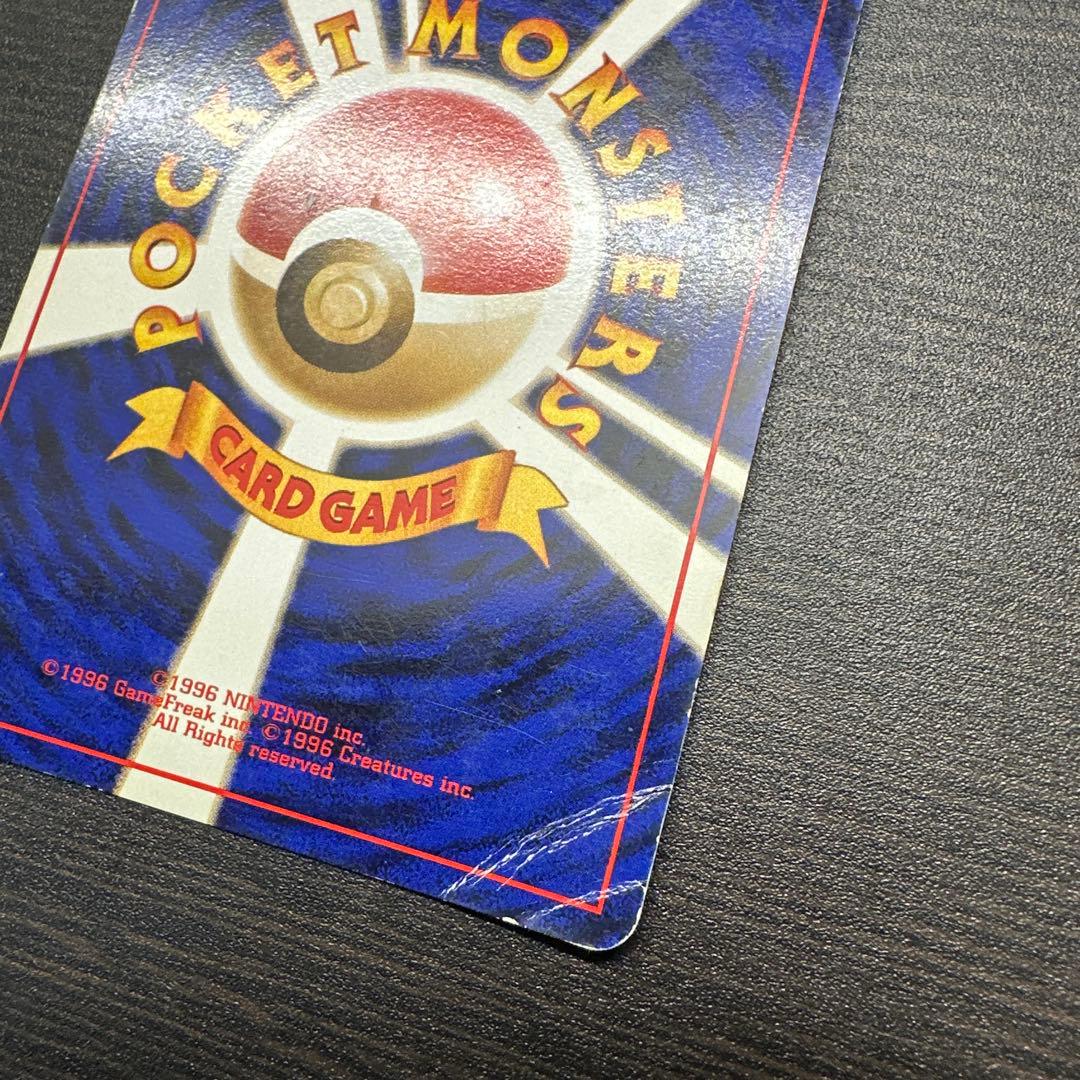 POCKET MONSTERS
CARD GAME
©1996 NINTENDO inc.
©1996 GameFreak inc. ©1996 Creatures inc.
All Rights reserved.